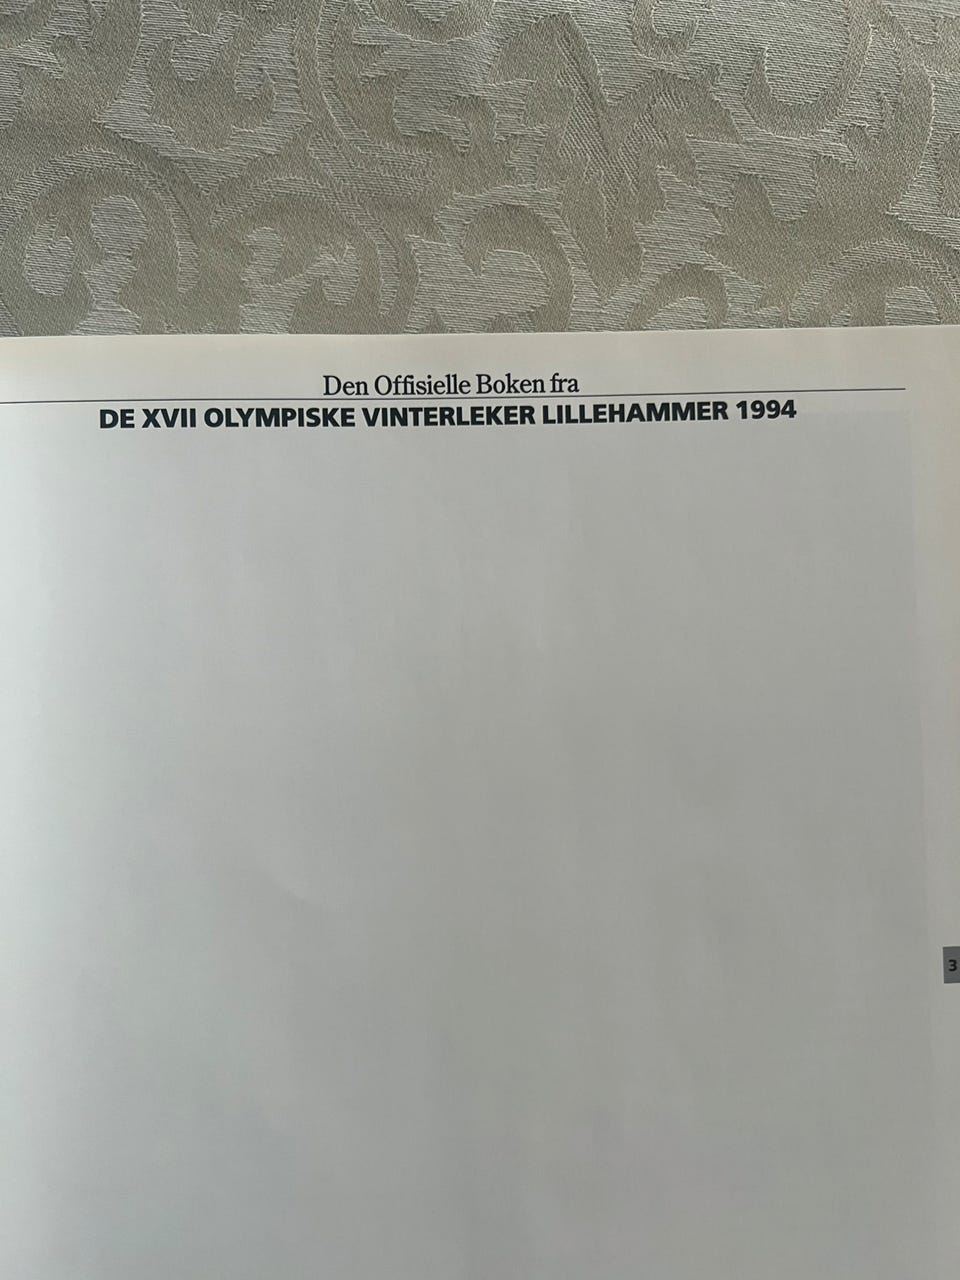 Den Offisielle Boken fra
DE XVII OLYMPISKE VINTERLEKER LILLEHAMMER 1994
3